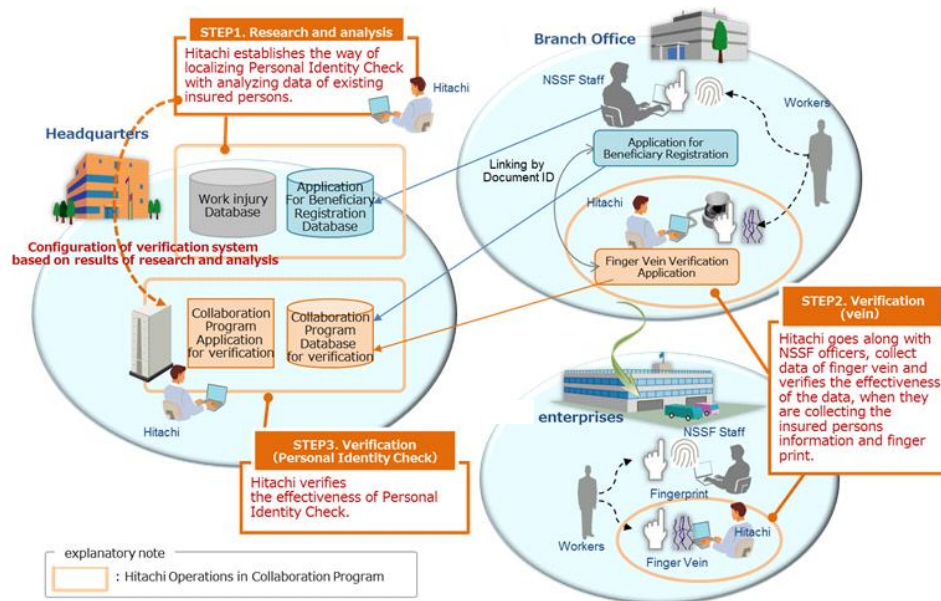 STEP1. Research and analysis
Hitachi establishes the way of
localizing Personal Identity Check
with analyzing data of existing
insured persons.
Hitachi
Headquarters
Work injury
Database
Application
For Beneficiary
Registration
Database
Configuration of verification system
based on results of research and analysis
Collaboration
Program
Application
for verification
Collaboration
Program
Database
for verification
Hitachi
STEP3. Verification
(Personal Identity Check)
Hitachi verifies
the effectiveness of Personal
Identity Check.
Branch Office
NSSF Staff
Workers
Application for
Beneficiary Registration
Linking by
Document ID
Hitachi
Finger Vein Verification
Application
STEP2. Verification
(vein)
Hitachi goes along with
NSSF officers, collect
data of finger vein and
verifies the effectiveness
of the data, when they
are collecting the
insured persons
information and finger
print.
enterprises
NSSF Staff
Fingerprint
Workers
Hitachi
Finger Vein
explanatory note
: Hitachi Operations in Collaboration Program